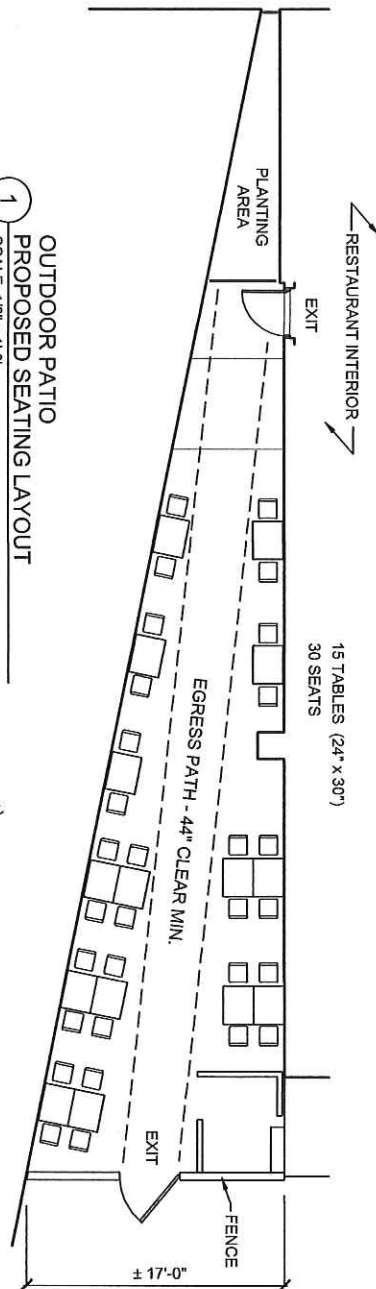 RESTAURANT INTERIOR
PLANTING
AREA
EXIT
15 TABLES (24" x 30")
30 SEATS
EGRESS PATH - 44" CLEAR MIN.
EXIT
FENCE
± 17'-0"
1
OUTDOOR PATIO
PROPOSED SEATING LAYOUT